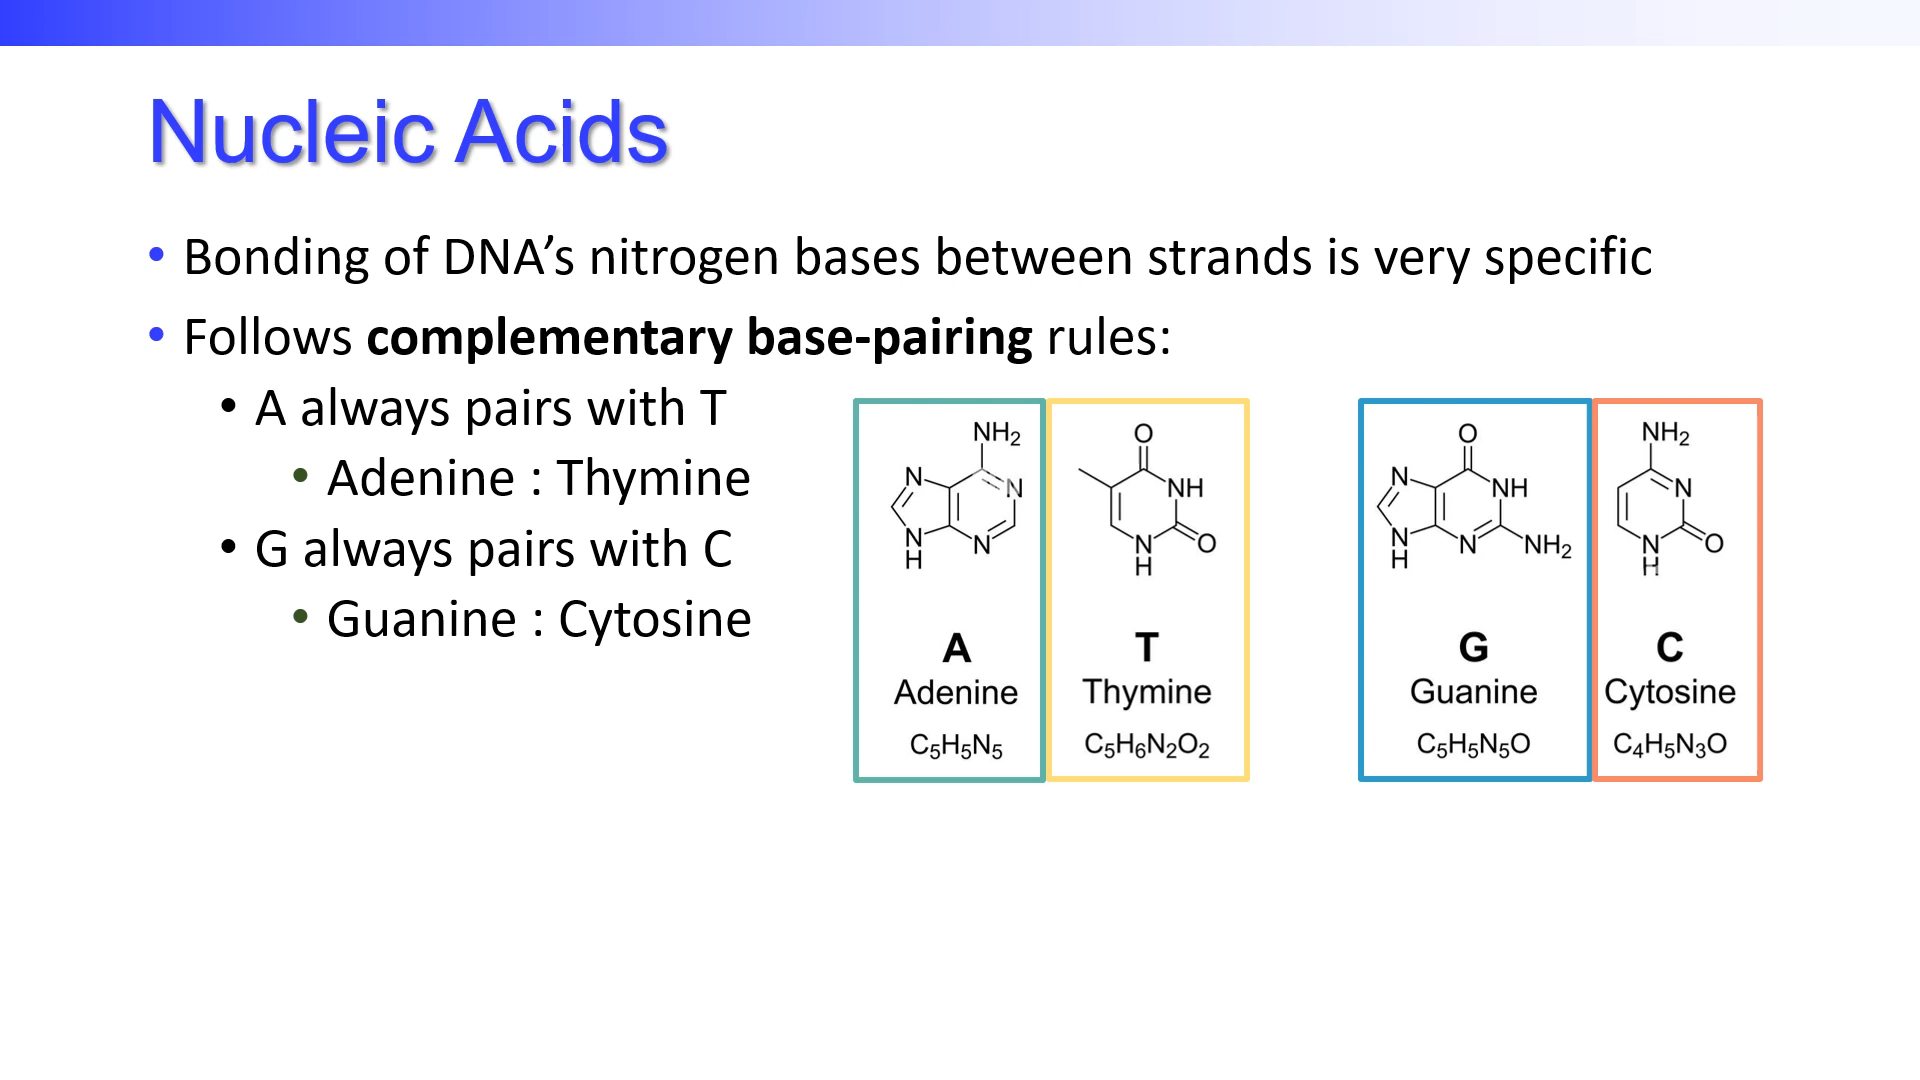 Nucleic Acids
• Bonding of DNA’s nitrogen bases between strands is very specific
• Follows complementary base-pairing rules:
• A always pairs with T
• Adenine : Thymine
• G always pairs with C
• Guanine : Cytosine
NH₂
N
N
N
H
N
O
NH
N
H
O
O
N
NH
N
H
N
NH₂
NH₂
N
N
H
O
A
Adenine
C₅H₅N₅
T
Thymine
C₅H₆N₂O₂
G
Guanine
C₅H₅N₅O
C
Cytosine
C₄H₅N₃O